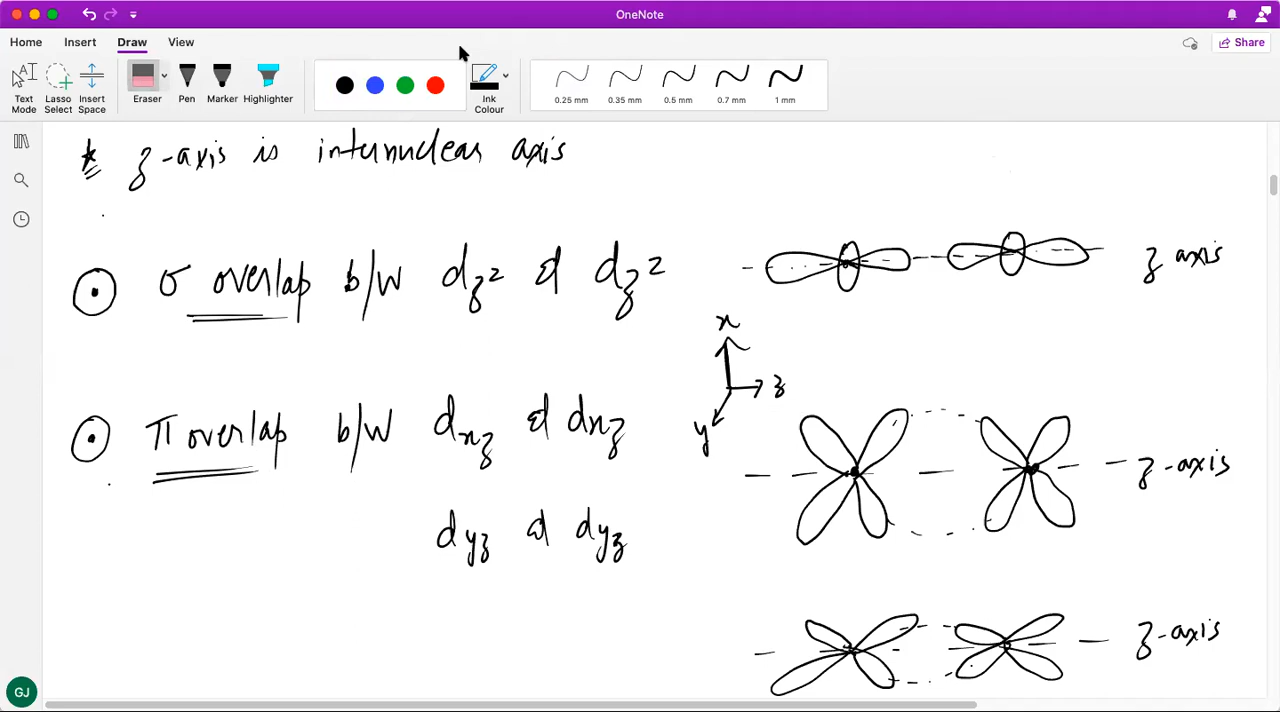 OneNote
Home Insert Draw View
Share
Text Mode
Lasso Select
Insert Space
Eraser
Pen
Marker
Highlighter
Ink Colour
0.25 mm 0.35 mm 0.5 mm 0.7 mm 1 mm
* z-axis is internuclear axis
σ overlap b/w dz² & dz²
z axis
x
z
y
π overlap b/w dxz & dxz
z-axis
dyz & dyz
z-axis
GJ